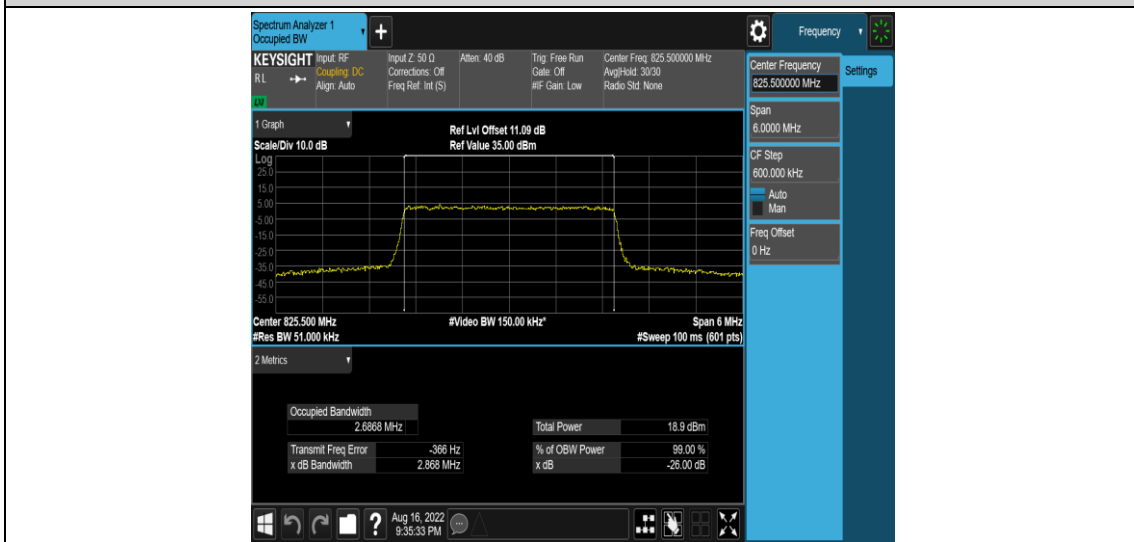 Spectrum Analyzer 1
Occupied BW
+
Frequency
KEYSIGHT
RL
LXI
Input: RF
Coupling: DC
Align: Auto
Input Z: 50 Ω
Corrections: Off
Freq Ref: Int (S)
Atten: 40 dB
Trig: Free Run
Gate: Off
#IF Gain: Low
Center Freq: 825.500000 MHz
Avg|Hold: 30/30
Radio Std: None
Center Frequency
825.500000 MHz
Settings
Span
6.0000 MHz
CF Step
600.000 kHz
Auto
Man
Freq Offset
0 Hz
1 Graph
Scale/Div 10.0 dB
Ref Lvl Offset 11.09 dB
Ref Value 35.00 dBm
Log
25.0
15.0
5.00
-5.00
-15.0
-25.0
-35.0
-45.0
-55.0
Center 825.500 MHz
#Video BW 150.00 kHz*
Span 6 MHz
#Res BW 51.000 kHz
#Sweep 100 ms (601 pts)
2 Metrics
Occupied Bandwidth
2.6868 MHz
Total Power 18.9 dBm
Transmit Freq Error -366 Hz
% of OBW Power 99.00 %
x dB Bandwidth 2.868 MHz
x dB -26.00 dB
?
Aug 16, 2022
9:35:33 PM